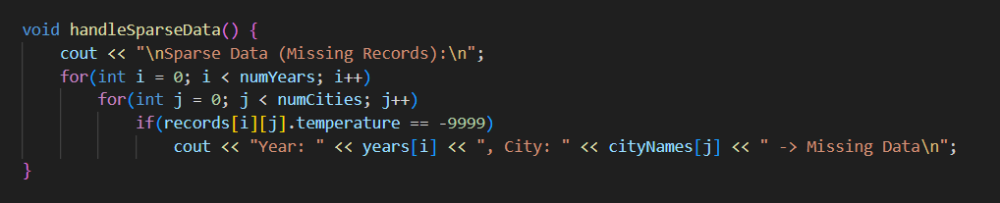 void handleSparseData() {
    cout << "\nSparse Data (Missing Records):\n";
    for(int i = 0; i < numYears; i++)
        for(int j = 0; j < numCities; j++)
            if(records[i][j].temperature == -9999)
                cout << "Year: " << years[i] << ", City: " << cityNames[j] << " -> Missing Data\n";
}